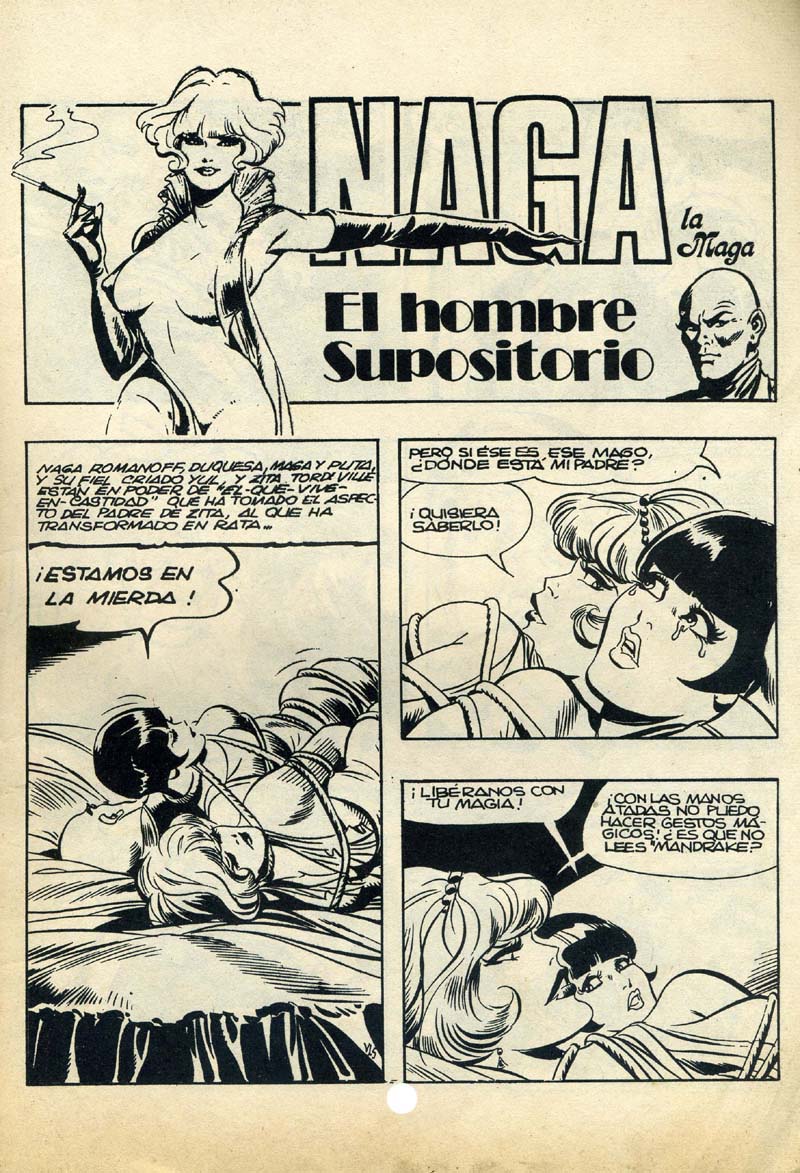 NAGA
la
Maga
El hombre
Supositorio
NAGA ROMANOFF, DUQUESA, MAGA Y PUTA,
Y SU FIEL CRIADO YUL, Y ZITA TORDI VILLE
ESTAN EN PODER DE "EL-QUE-VIVE-
EN-CASTIDAD" QUE HA TOMADO EL ASPEC-
TO DEL PADRE DE ZITA, AL QUE HA
TRANSFORMADO EN RATA...
¡ESTAMOS EN
LA MIERDA!
PERO SI ÉSE ES ESE MAGO,
¿DÓNDE ESTÁ MI PADRE?
¡QUISIERA
SABERLO!
¡LIBÉRANOS CON
TU MAGIA!
¡CON LAS MANOS
ATADAS NO PUEDO
HACER GESTOS MÁ-
GICOS! ¿ES QUE NO
LEES "MANDRAKE?